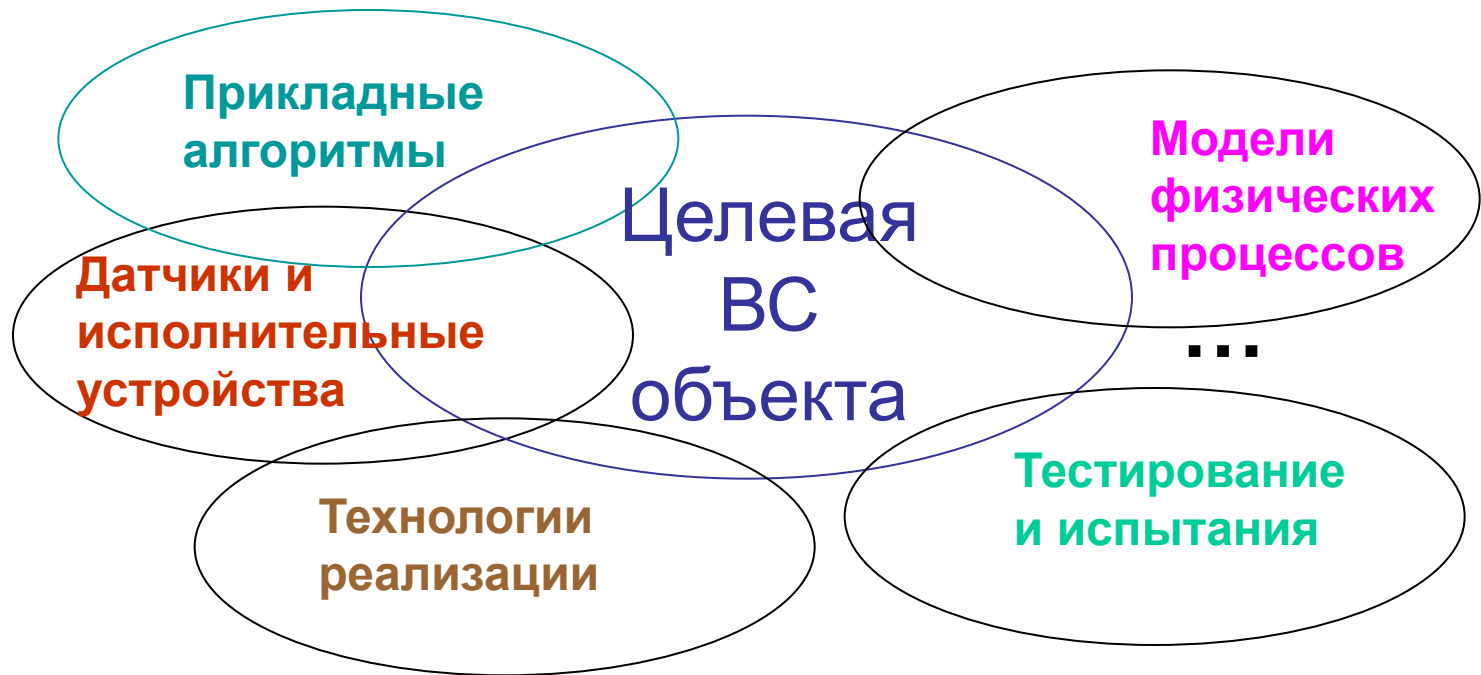 Прикладные
алгоритмы
Целевая
ВС
объекта
Модели
физических
процессов
Датчики и
исполнительные
устройства
...
Технологии
реализации
Тестирование
и испытания